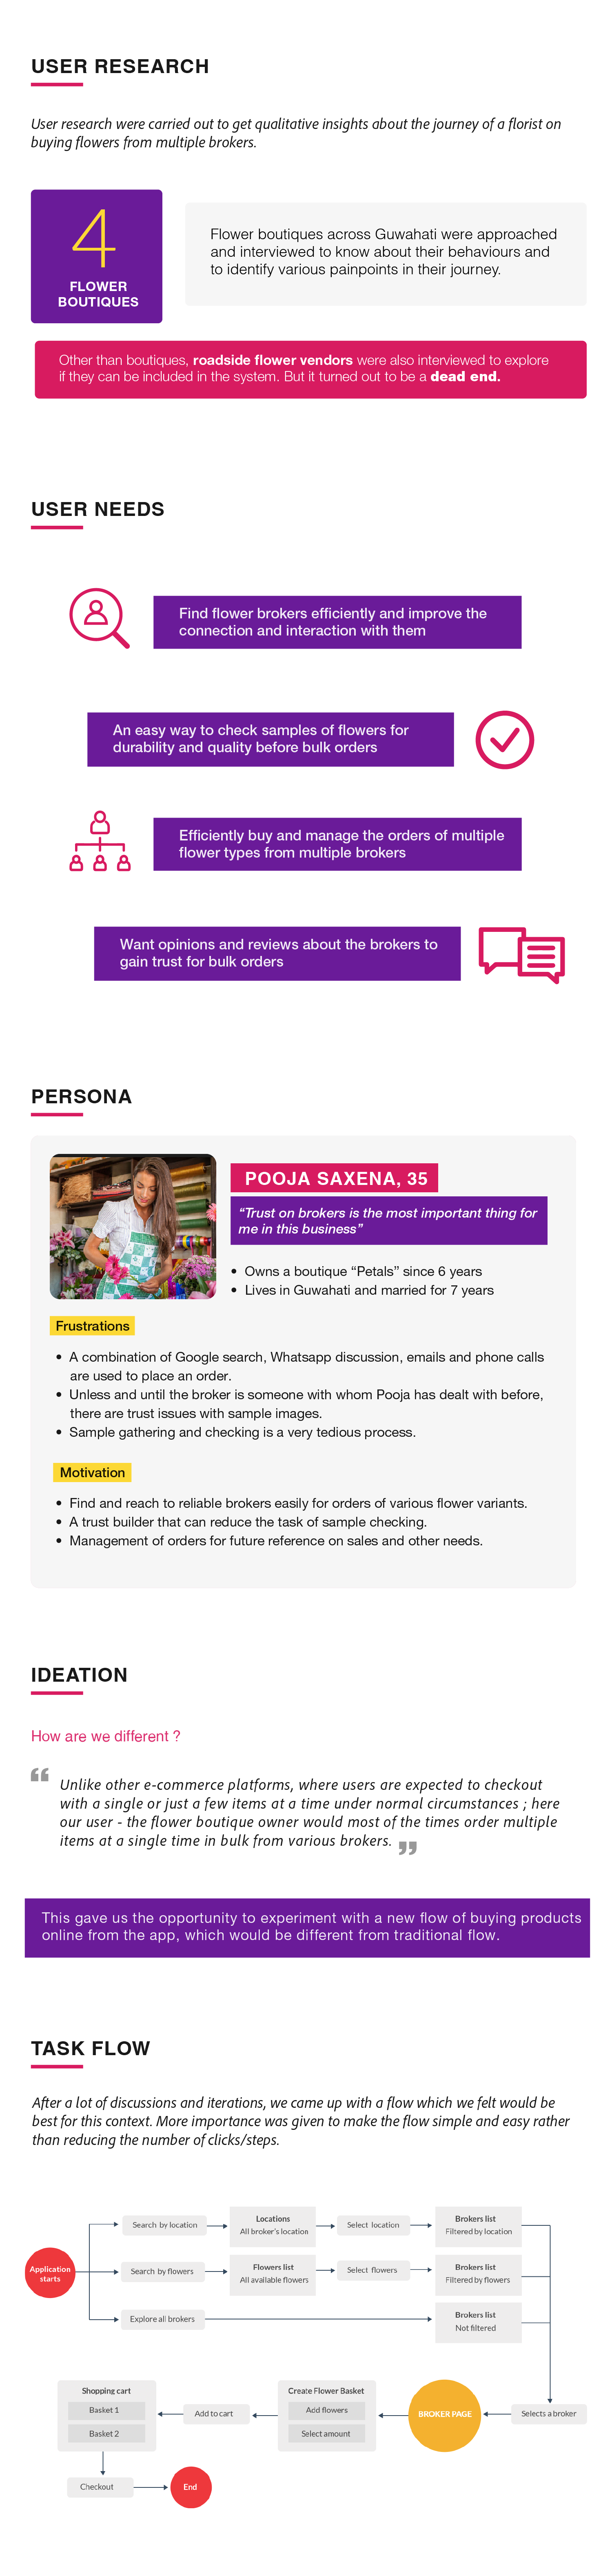 USER RESEARCH
User research were carried out to get qualitative insights about the journey of a florist on
buying flowers from multiple brokers.
4
FLOWER
BOUTIQUES
Flower boutiques across Guwahati were approached
and interviewed to know about their behaviours and
to identify various painpoints in their journey.
Other than boutiques, roadside flower vendors were also interviewed to explore
if they can be included in the system. But it turned out to be a dead end.
USER NEEDS
Find flower brokers efficiently and improve the
connection and interaction with them
An easy way to check samples of flowers for
durability and quality before bulk orders
Efficiently buy and manage the orders of multiple
flower types from multiple brokers
Want opinions and reviews about the brokers to
gain trust for bulk orders
PERSONA
POOJA SAXENA, 35
“Trust on brokers is the most important thing for
me in this business”
• Owns a boutique “Petals” since 6 years
• Lives in Guwahati and married for 7 years
Frustrations
• A combination of Google search, Whatsapp discussion, emails and phone calls
are used to place an order.
• Unless and until the broker is someone with whom Pooja has dealt with before,
there are trust issues with sample images.
• Sample gathering and checking is a very tedious process.
Motivation
• Find and reach to reliable brokers easily for orders of various flower variants.
• A trust builder that can reduce the task of sample checking.
• Management of orders for future reference on sales and other needs.
IDEATION
How are we different ?
“
Unlike other e-commerce platforms, where users are expected to checkout
with a single or just a few items at a time under normal circumstances ; here
our user - the flower boutique owner would most of the times order multiple
items at a single time in bulk from various brokers. ”
This gave us the opportunity to experiment with a new flow of buying products
online from the app, which would be different from traditional flow.
TASK FLOW
After a lot of discussions and iterations, we came up with a flow which we felt would be
best for this context. More importance was given to make the flow simple and easy rather
than reducing the number of clicks/steps.
Application
starts
Search by location
Locations
All broker's location
Select location
Brokers list
Filtered by location
Search by flowers
Flowers list
All available flowers
Select flowers
Brokers list
Filtered by flowers
Explore all brokers
Brokers list
Not filtered
Selects a broker
BROKER PAGE
Create Flower Basket
Add flowers
Select amount
Add to cart
Shopping cart
Basket 1
Basket 2
Checkout
End